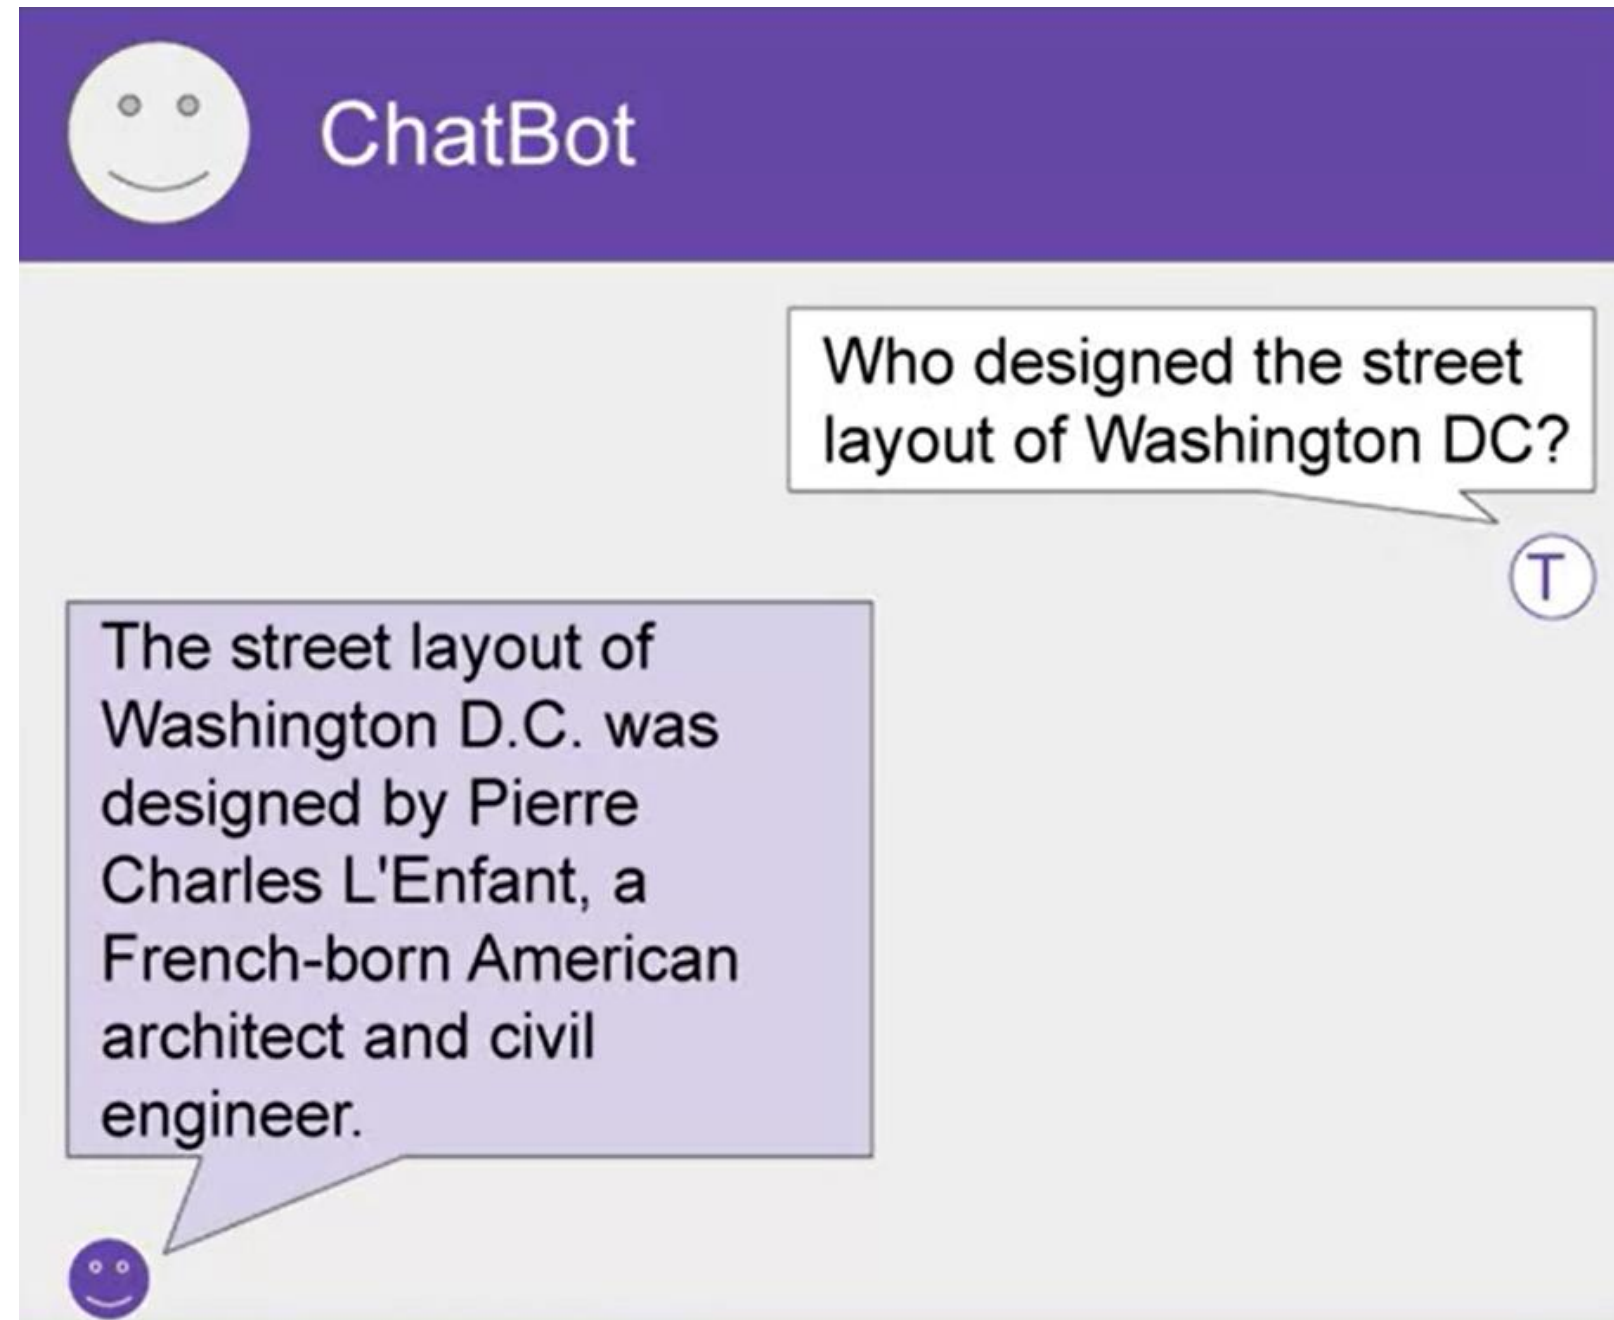 ChatBot
Who designed the street
layout of Washington DC?
T
The street layout of
Washington D.C. was
designed by Pierre
Charles L'Enfant, a
French-born American
architect and civil
engineer.